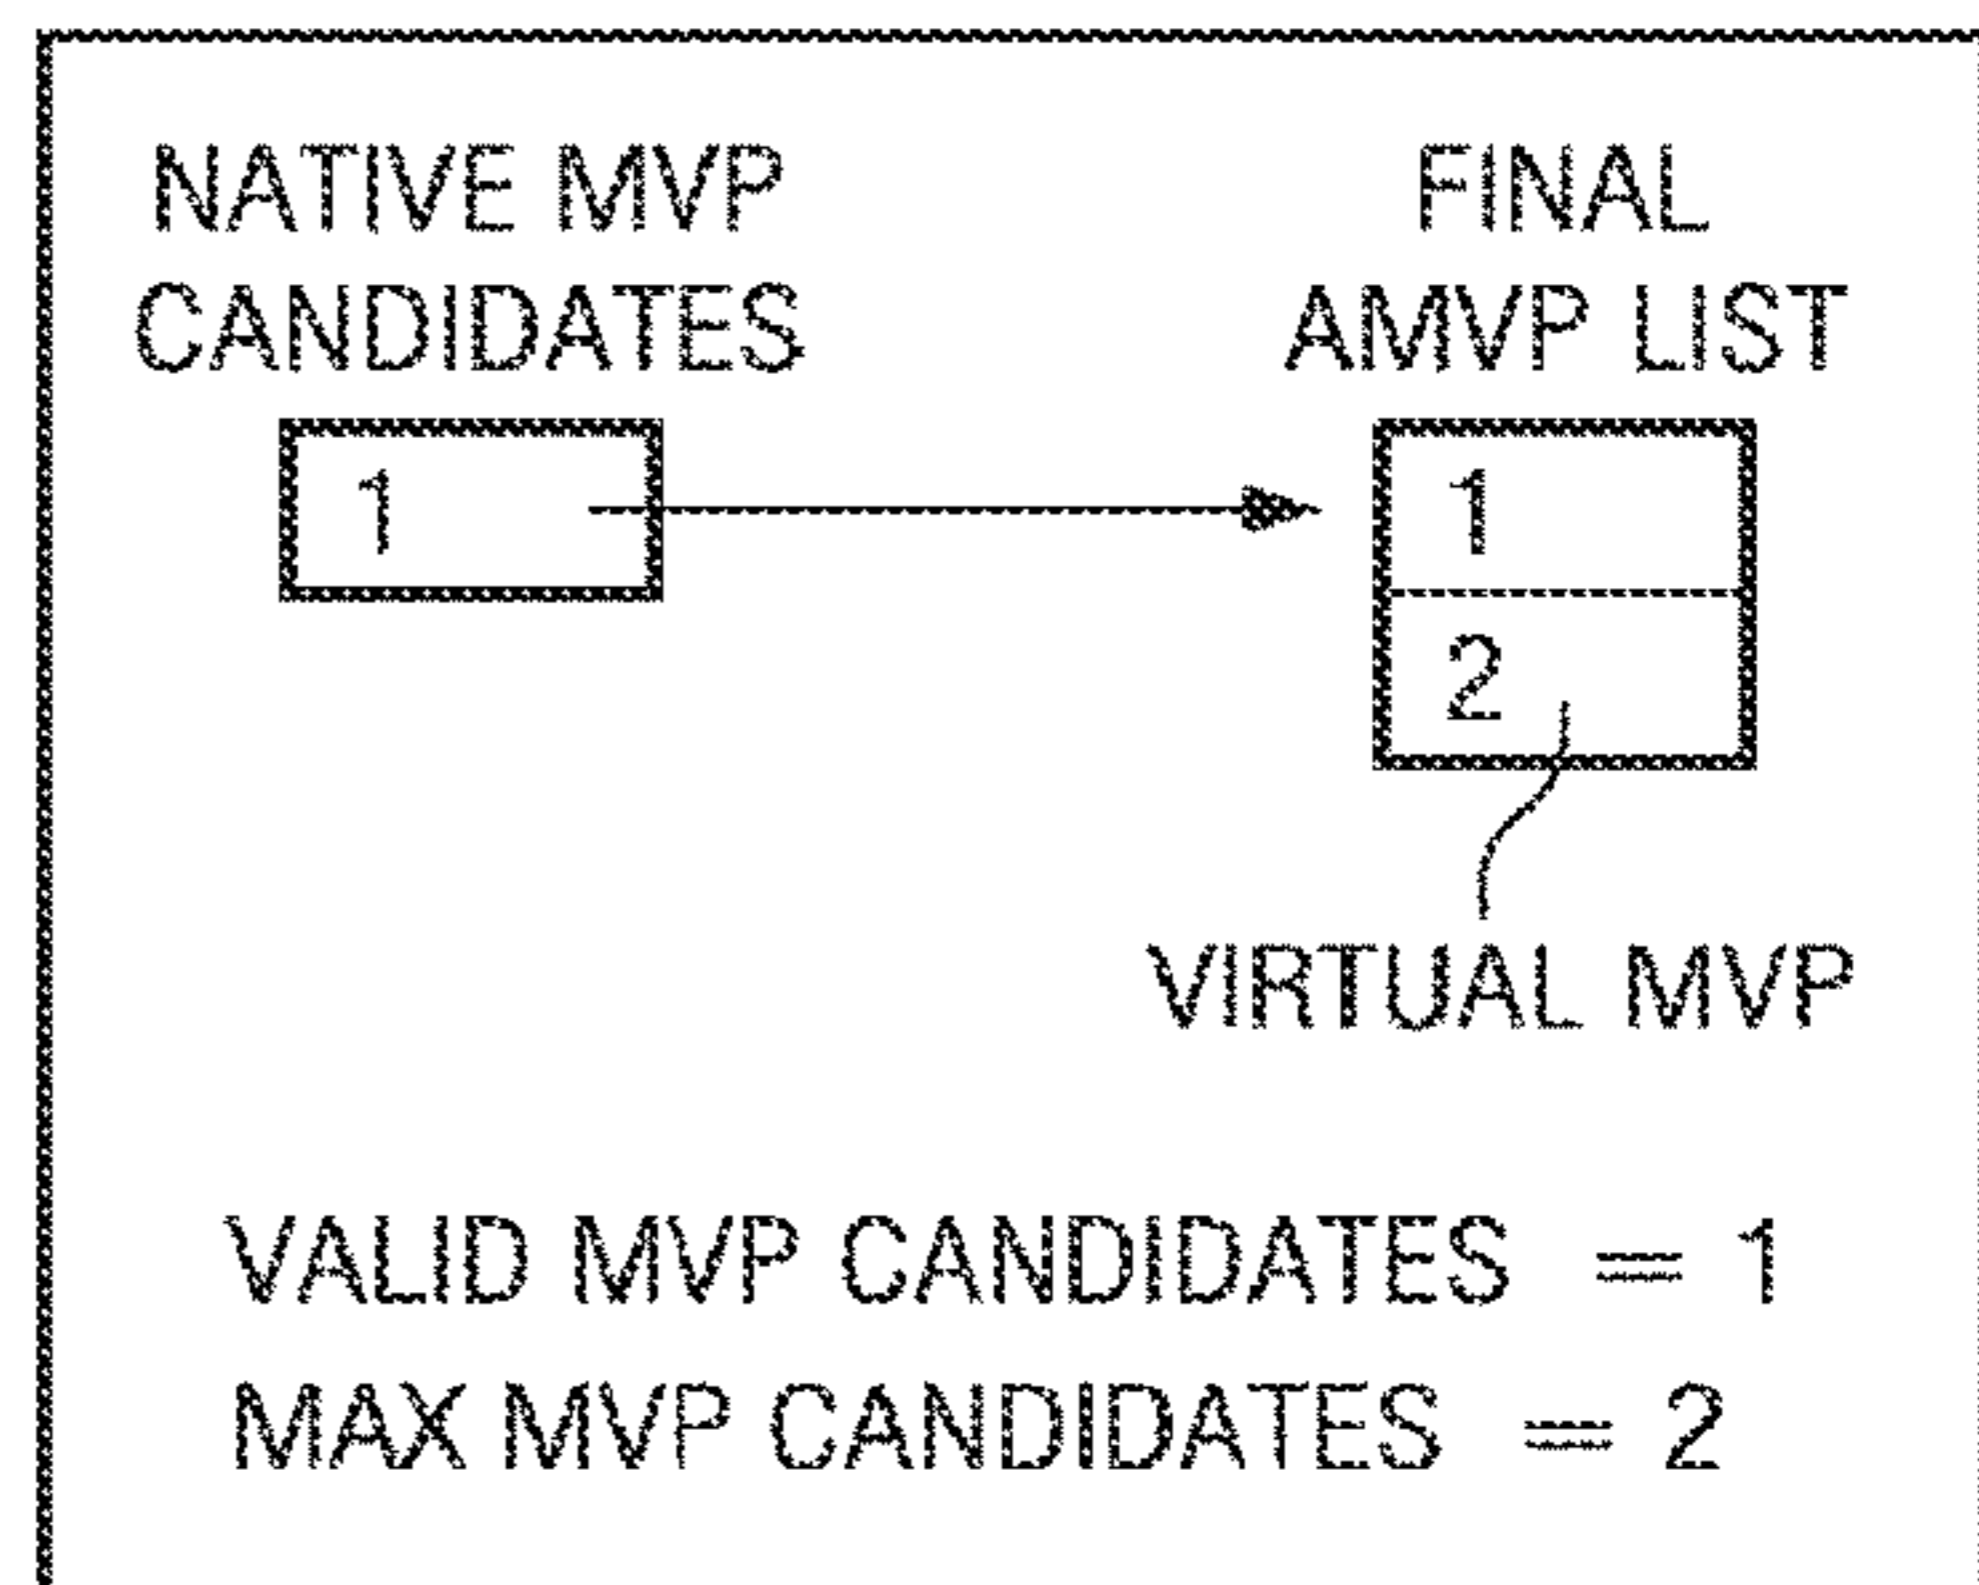 NATIVE MVP
CANDIDATES
1
FINAL
AMVP LIST
1
2
VIRTUAL MVP
VALID MVP CANDIDATES = 1
MAX MVP CANDIDATES = 2